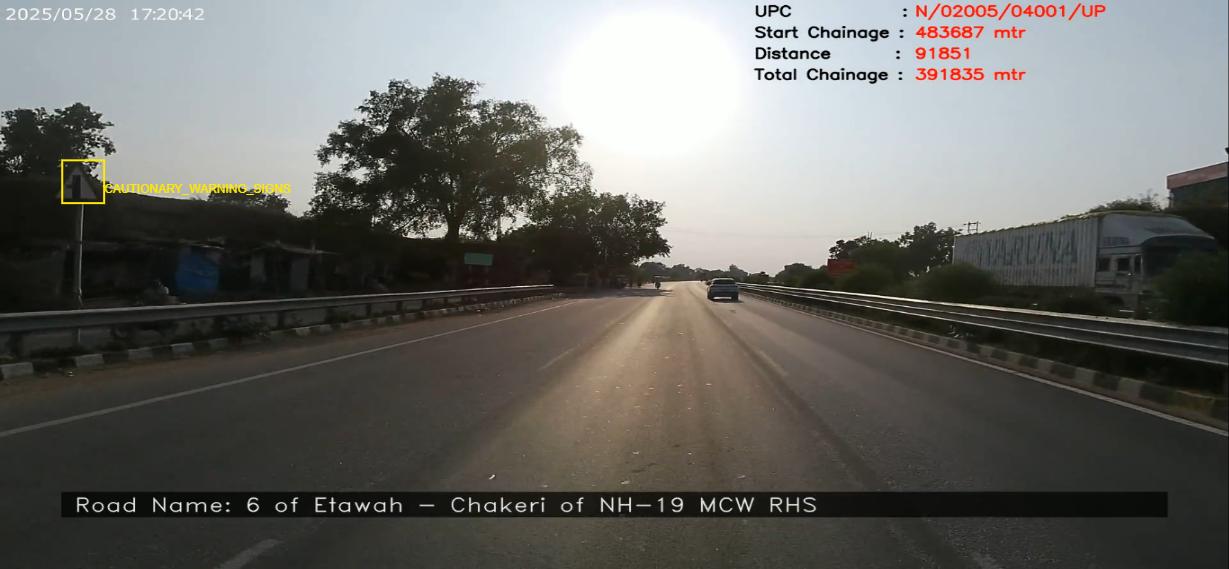 2025/05/28 17:20:42
UPC : N/02005/04001/UP
Start Chainage : 483687 mtr
Distance : 91851
Total Chainage : 391835 mtr
CAUTIONARY_WARNING_SIGNS
VARUNA
Road Name: 6 of Etawah - Chakeri of NH-19 MCW RHS